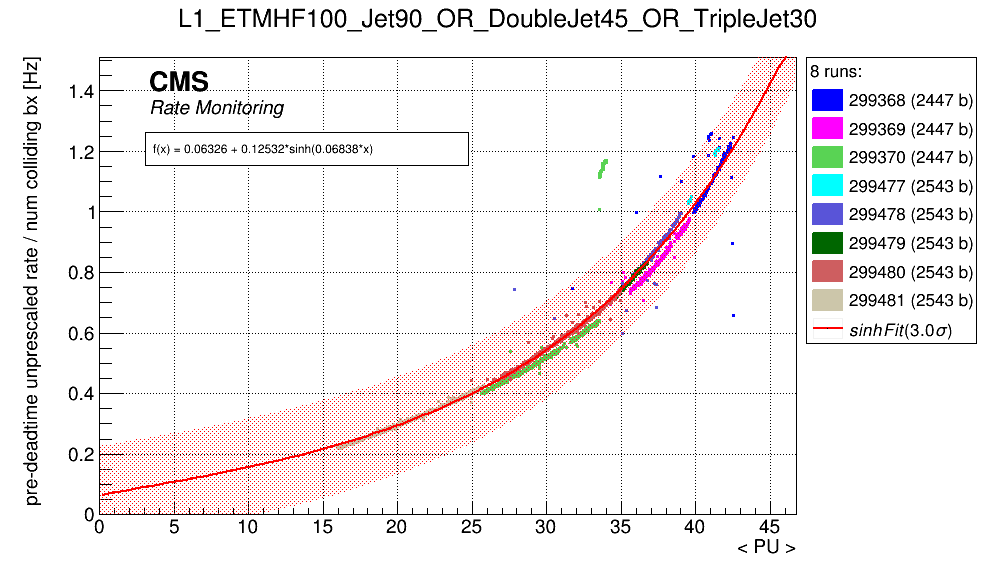 L1_ETMHF100_Jet90_OR_DoubleJet45_OR_TripleJet30
pre-deadtime unprescaled rate / num colliding bx [Hz]
CMS
Rate Monitoring
f(x) = 0.06326 + 0.12532*sinh(0.06838*x)
1.4
1.2
1
0.8
0.6
0.4
0.2
0
0 5 10 15 20 25 30 35 40 45
< PU >
8 runs:
299368 (2447 b)
299369 (2447 b)
299370 (2447 b)
299477 (2543 b)
299478 (2543 b)
299479 (2543 b)
299480 (2543 b)
299481 (2543 b)
sinhFit(3.0σ)